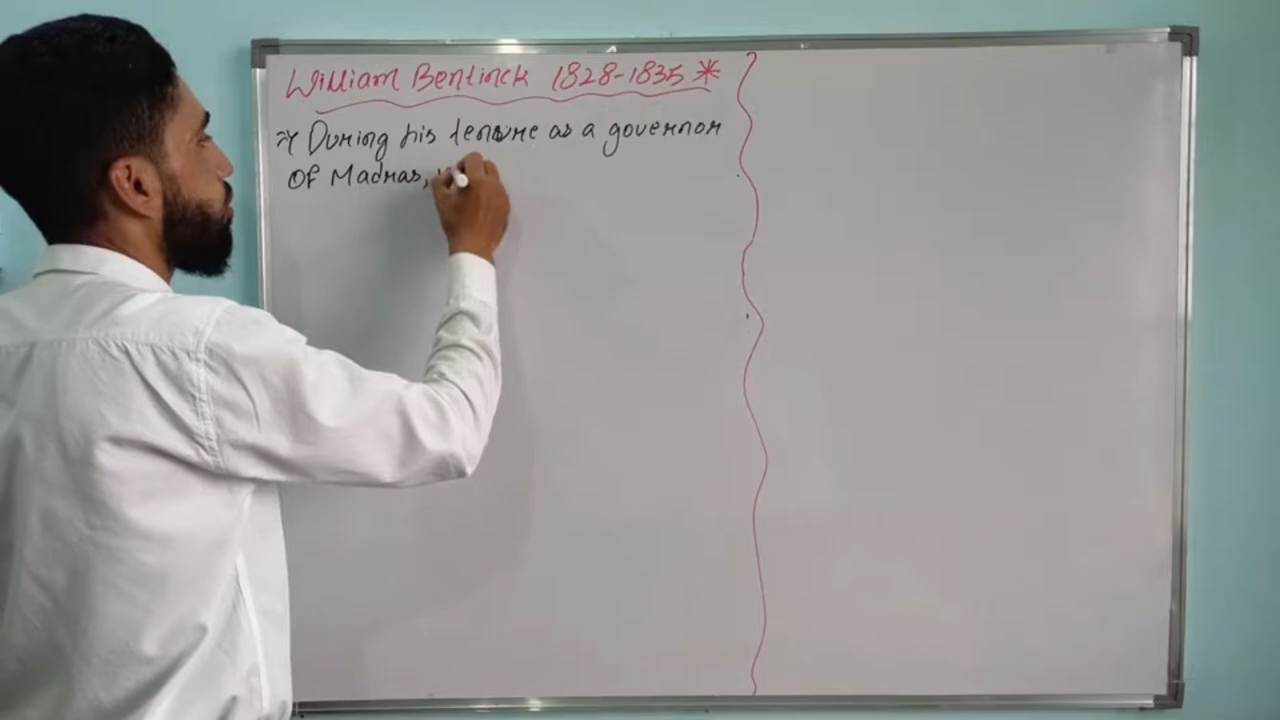 William Bentinck 1828-1835 *
During his tenure as a governor
Of Madras,